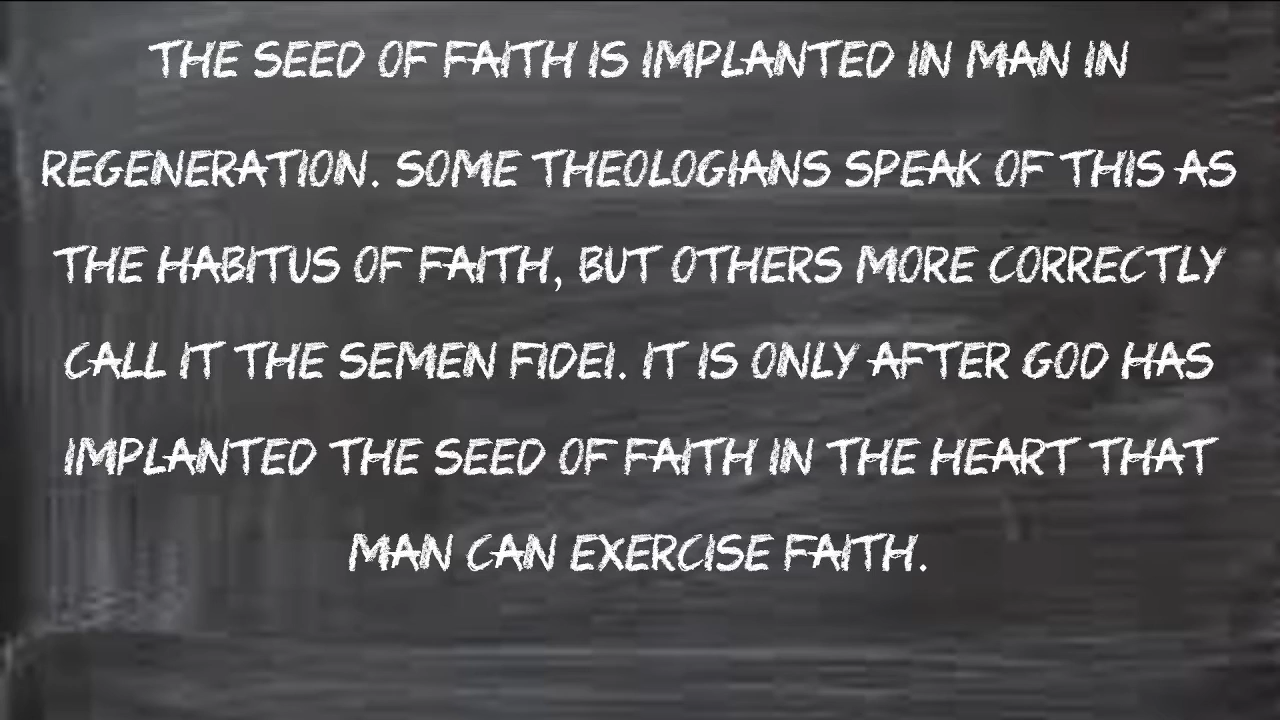 THE SEED OF FAITH IS IMPLANTED IN MAN IN
REGENERATION. SOME THEOLOGIANS SPEAK OF THIS AS
THE HABITUS OF FAITH, BUT OTHERS MORE CORRECTLY
CALL IT THE SEMEN FIDEI. IT IS ONLY AFTER GOD HAS
IMPLANTED THE SEED OF FAITH IN THE HEART THAT
MAN CAN EXERCISE FAITH.